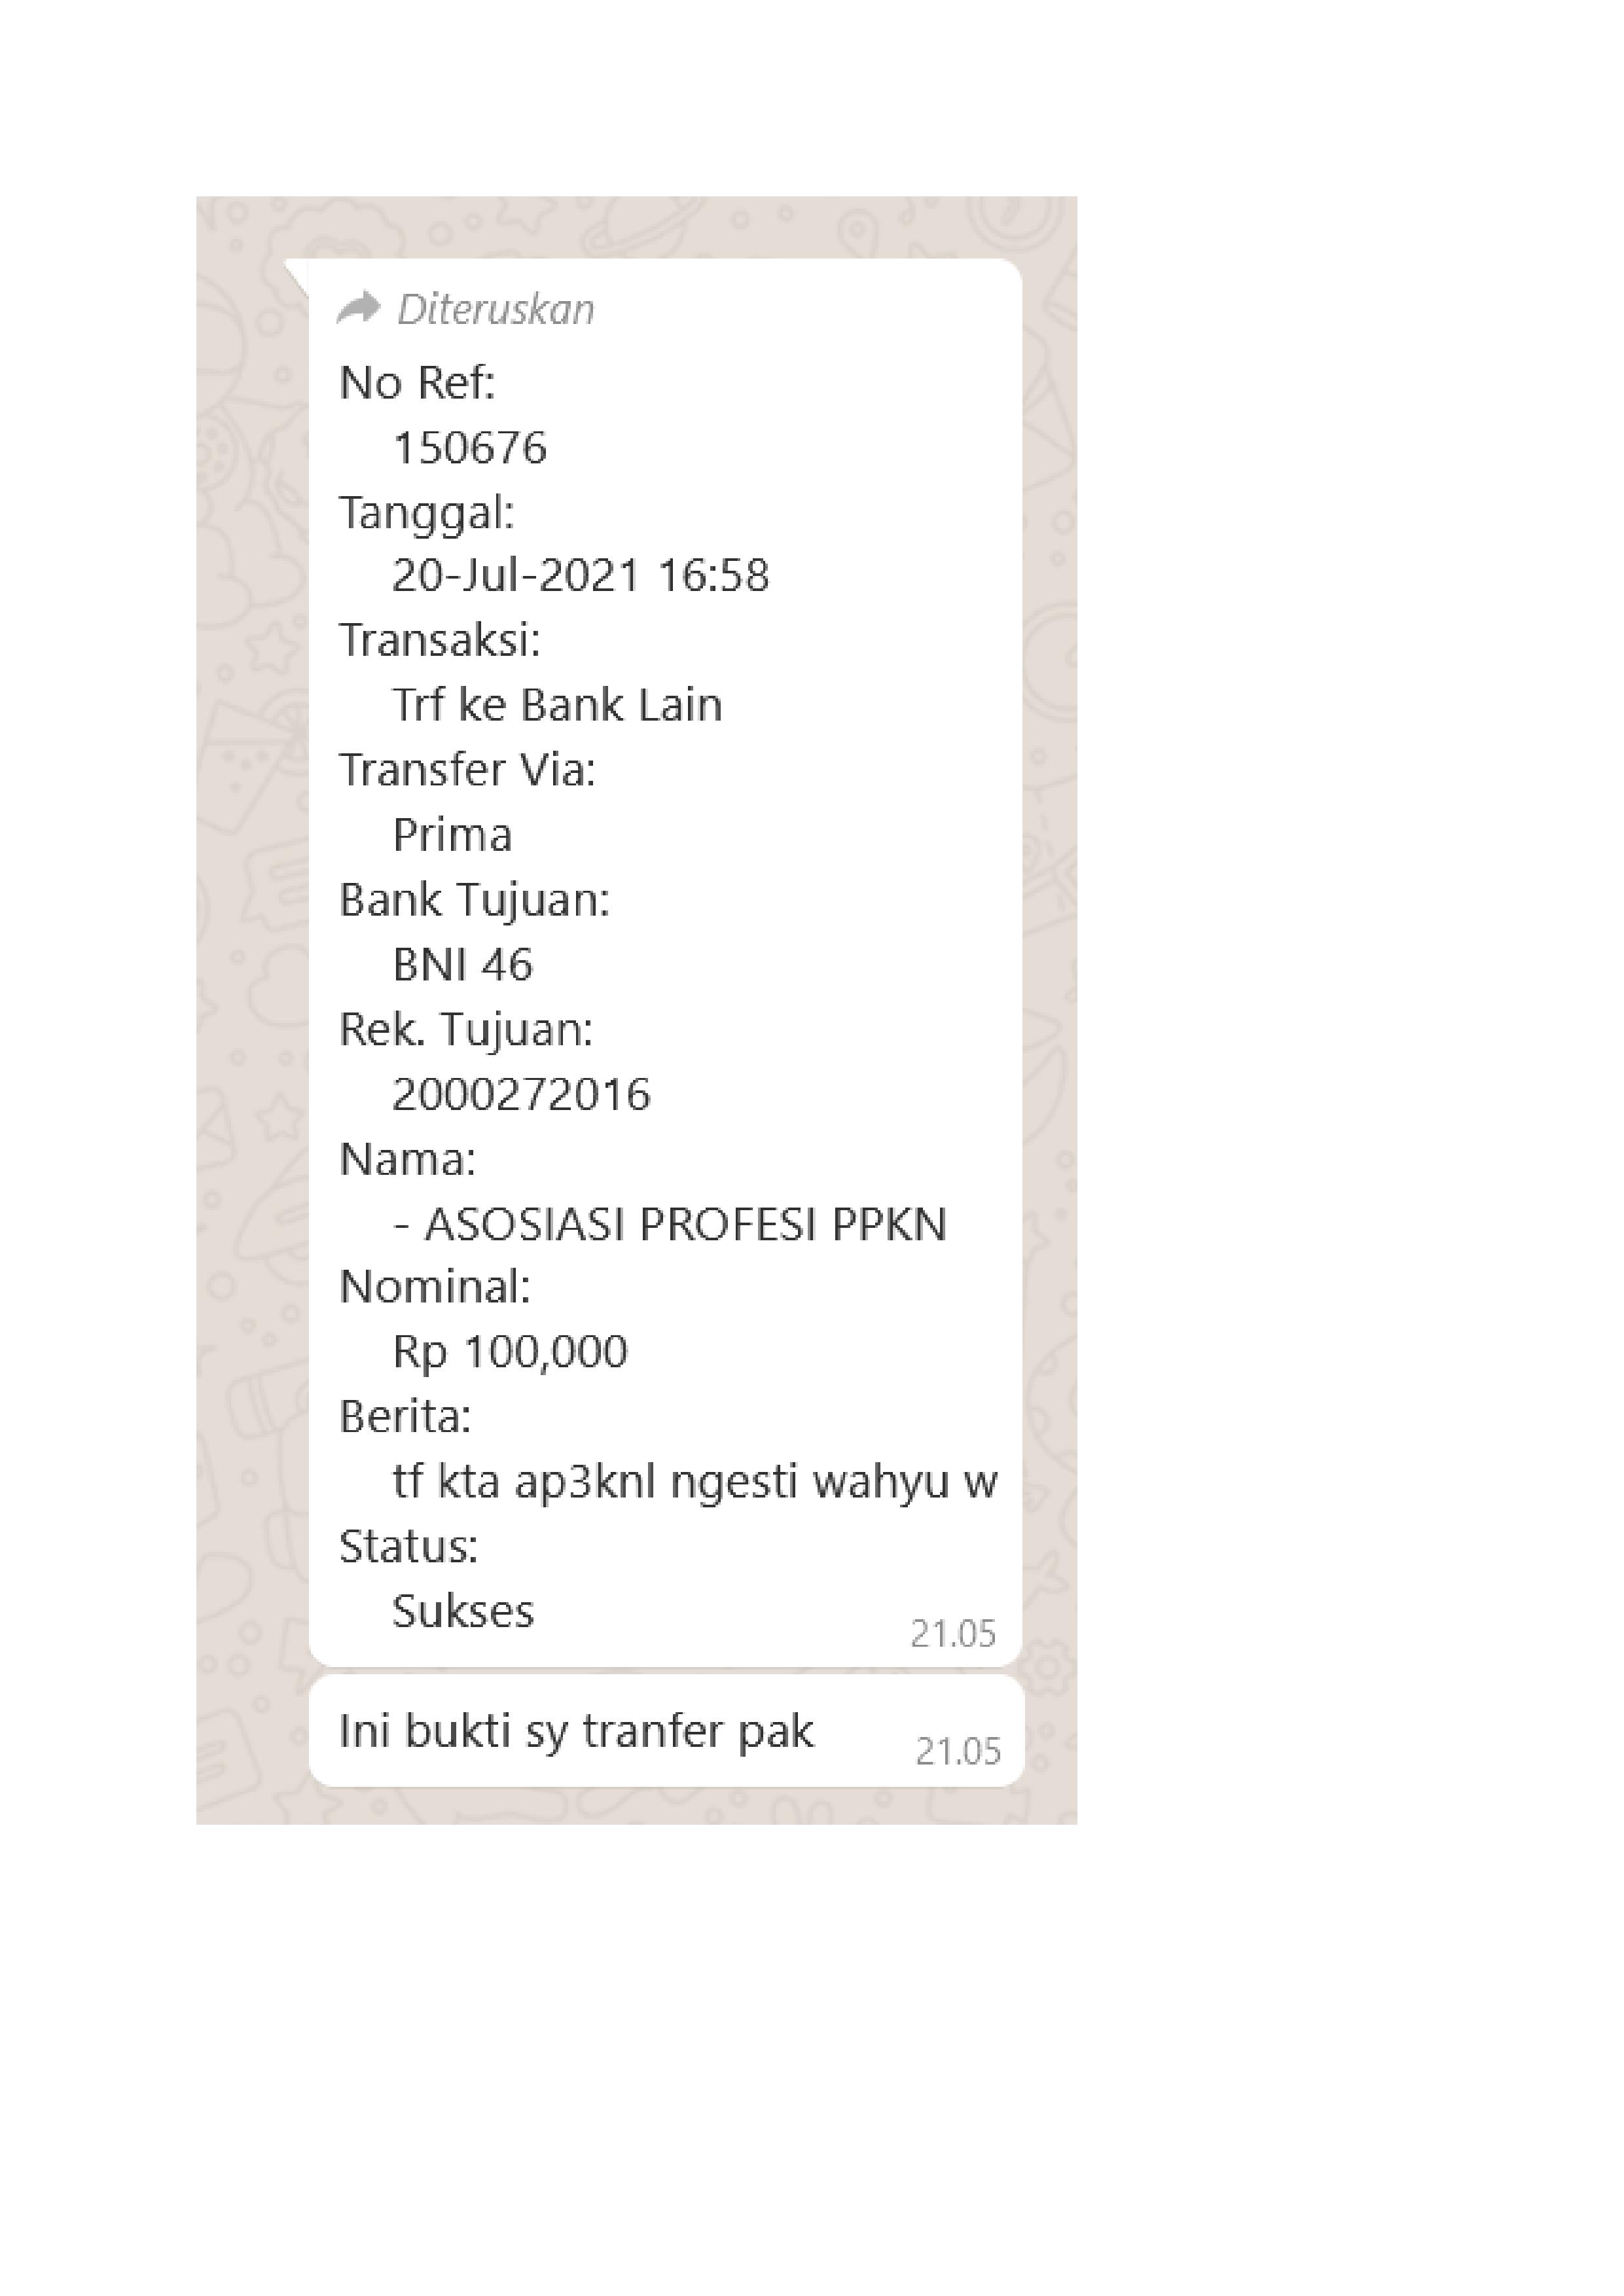 Diteruskan
No Ref:
150676
Tanggal:
20-Jul-2021 16:58
Transaksi:
Trf ke Bank Lain
Transfer Via:
Prima
Bank Tujuan:
BNI 46
Rek. Tujuan:
2000272016
Nama:
- ASOSIASI PROFESI PPKN
Nominal:
Rp 100,000
Berita:
tf kta ap3knl ngesti wahyu w
Status:
Sukses
21.05
Ini bukti sy tranfer pak
21.05